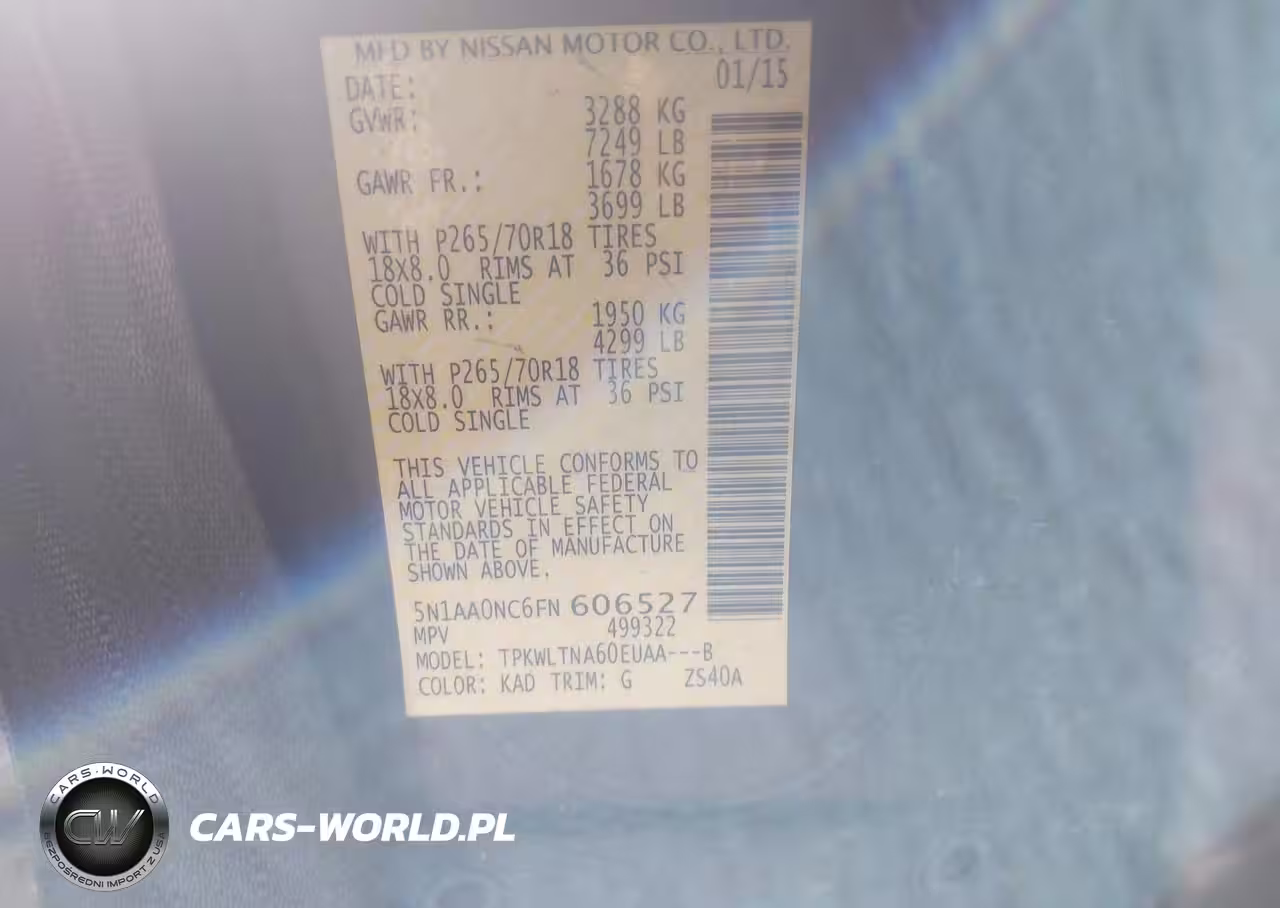 MFD BY NISSAN MOTOR CO., LTD.
DATE: 01/15
GVWR: 3288 KG
7249 LB
GAWR FR.: 1678 KG
3699 LB
WITH P265/70R18 TIRES
18X8.0 RIMS AT 36 PSI
COLD SINGLE
GAWR RR.: 1950 KG
4299 LB
WITH P265/70R18 TIRES
18X8.0 RIMS AT 36 PSI
COLD SINGLE
THIS VEHICLE CONFORMS TO
ALL APPLICABLE FEDERAL
MOTOR VEHICLE SAFETY
STANDARDS IN EFFECT ON
THE DATE OF MANUFACTURE
SHOWN ABOVE.
5N1AA0NC6FN 606527
MPV 499322
MODEL: TPKWLTNA60EUAA---B
COLOR: KAD TRIM: G ZS40A
CARS-WORLD
CW
BEZPOŚREDNI IMPORT Z USA
CARS-WORLD.PL